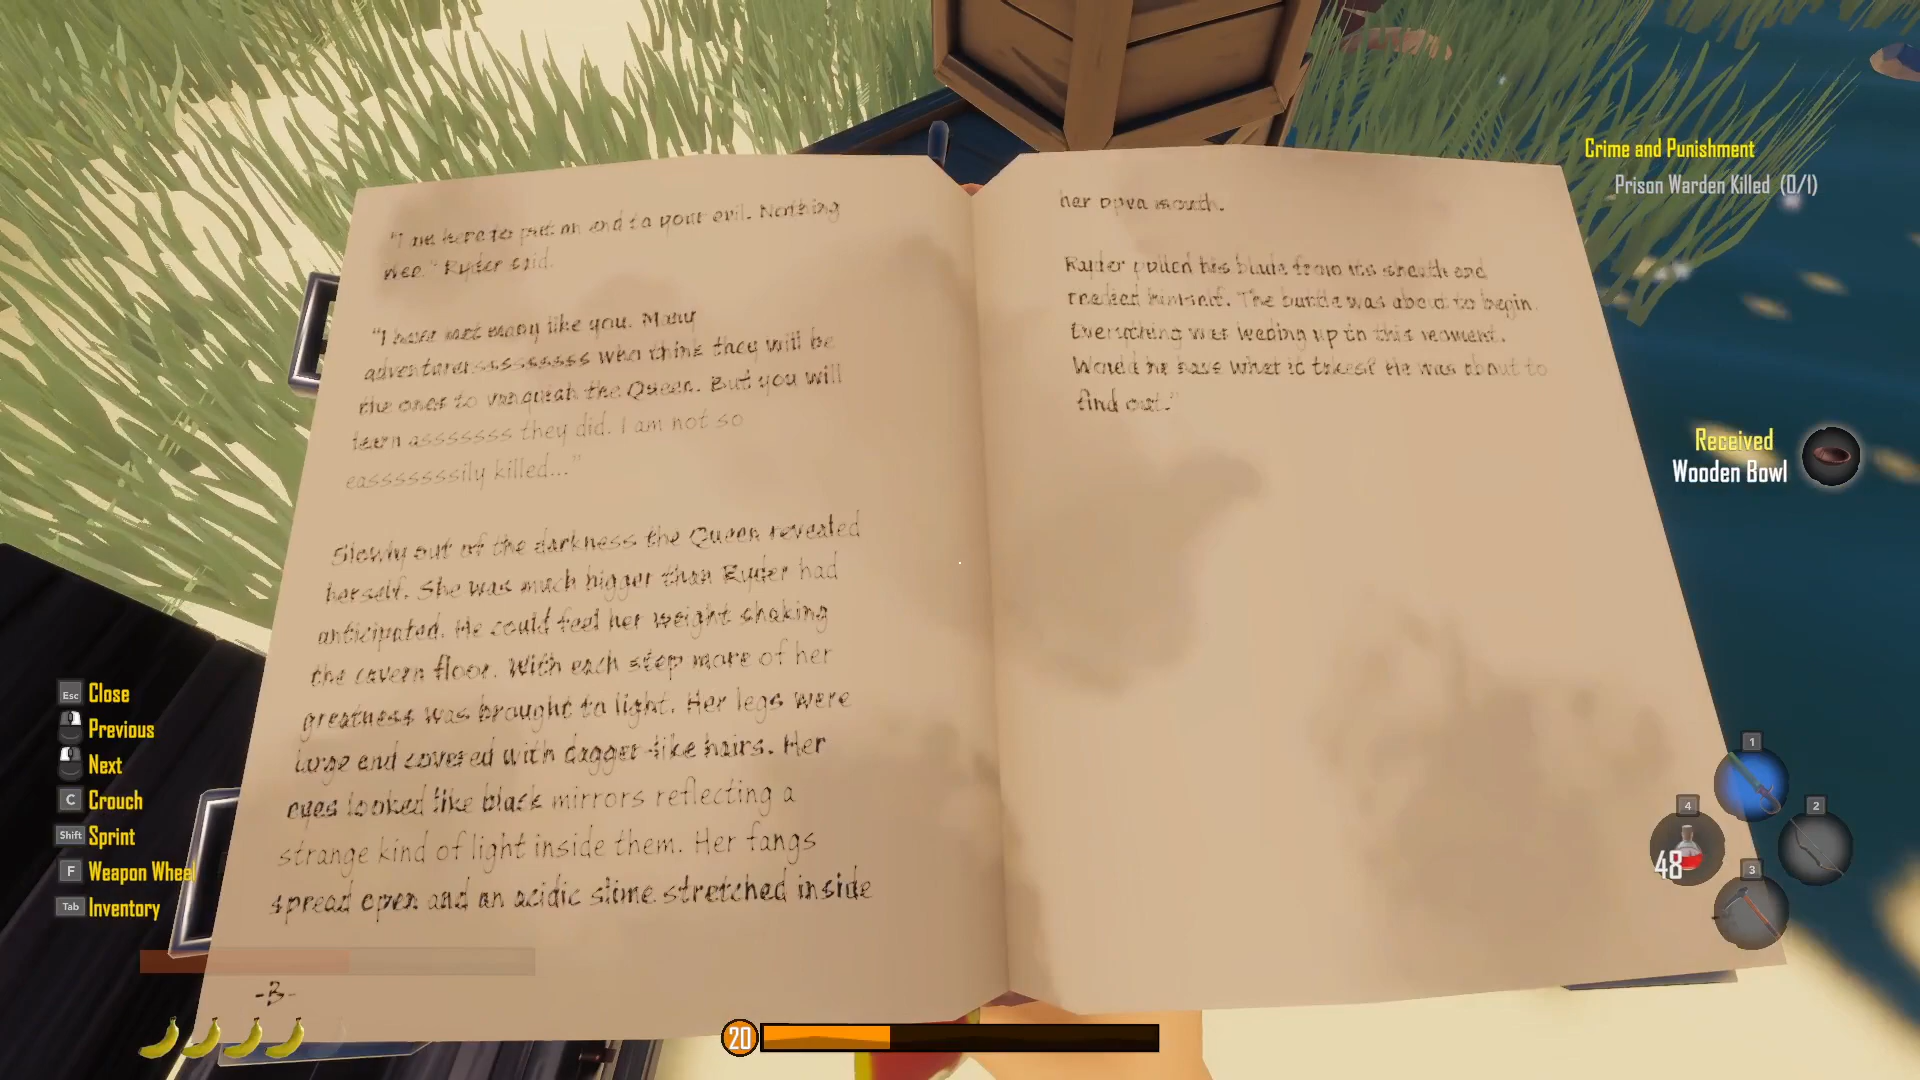 "I am here to put an end to your evil. Nothing
" Ryder said.
"I have met many like you. Many
adventurersssssssss who think they will be
the ones to vanquish the Queen. But you will
learn asssssss they did. I am not so
easssssssily killed..."
Slowly out of the darkness the Queen revealed
herself. She was much bigger than Ryder had
anticipated. He could feel her weight shaking
the cavern floor. With each step more of her
greatness was brought to light. Her legs were
large and covered with dagger-like hairs. Her
eyes looked like black mirrors reflecting a
strange kind of light inside them. Her fangs
spread open and an acidic slime stretched inside
-3-
her open mouth.
Ryder pulled his blade from its sheath and
readied himself. The battle was about to begin.
Everything was leading up to this moment.
Would he have what it takes? He was about to
find out."
Crime and Punishment
Prison Warden Killed (0/1)
Received
Wooden Bowl
Esc Close
Previous
Next
C Crouch
Shift Sprint
F Weapon Wheel
Tab Inventory
1
4
2
48
3
20